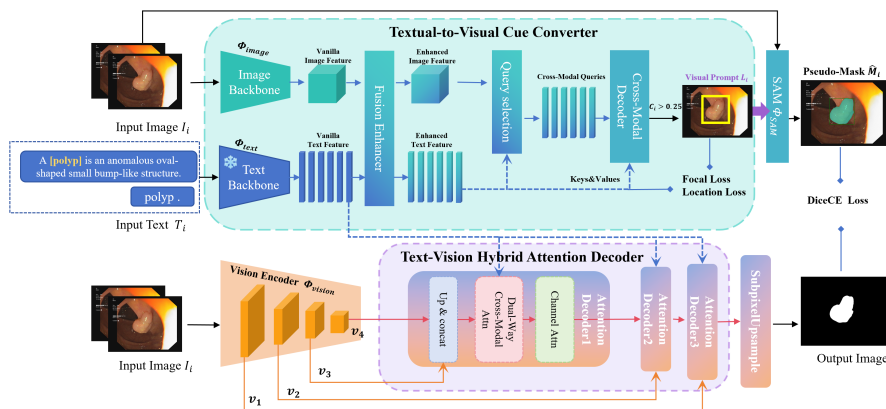 Textual-to-Visual Cue Converter
Φimage
Image
Backbone
Vanilla
Image Feature
Enhanced
Image Feature
Fusion Enhancer
Query selection
Cross-Modal Queries
Cross-Modal
Decoder
Cᵢ > 0.25
Visual Prompt Lᵢ
SAM Φ_SAM
Pseudo-Mask M̂ᵢ
Input Image Iᵢ
Φtext
Text
Backbone
Vanilla
Text Feature
Enhanced
Text Feature
Keys&Values
Focal Loss
Location Loss
A [polyp] is an anomalous oval-
shaped small bump-like structure.
polyp .
Input Text Tᵢ
DiceCE Loss
Text-Vision Hybrid Attention Decoder
Vision Encoder Φvision
v₄
Up & concat
Dual-Way
Cross-Modal
Attn
Channel Attn
Attention
Decoder1
Attention
Decoder2
Attention
Decoder3
SubpixelUpsample
Input Image Iᵢ
v₃
v₂
v₁
Output Image